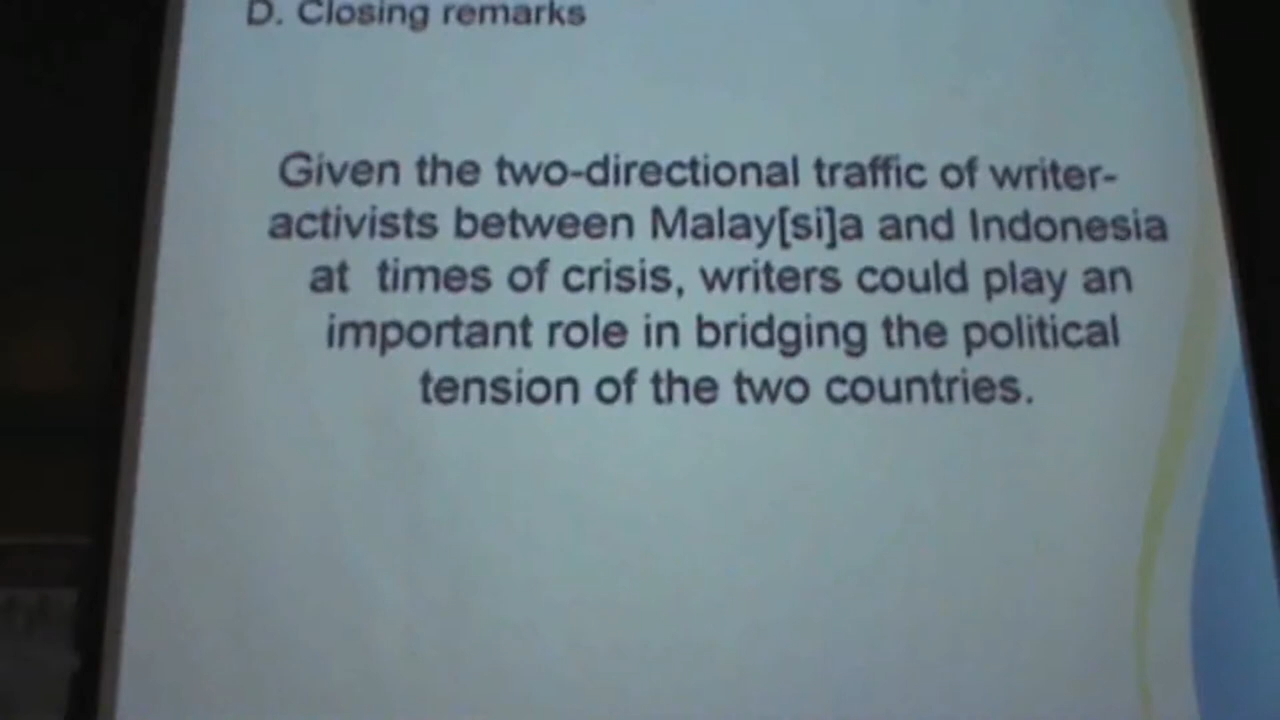 D. Closing remarks
Given the two-directional traffic of writer-
activists between Malay[si]a and Indonesia
at times of crisis, writers could play an
important role in bridging the political
tension of the two countries.